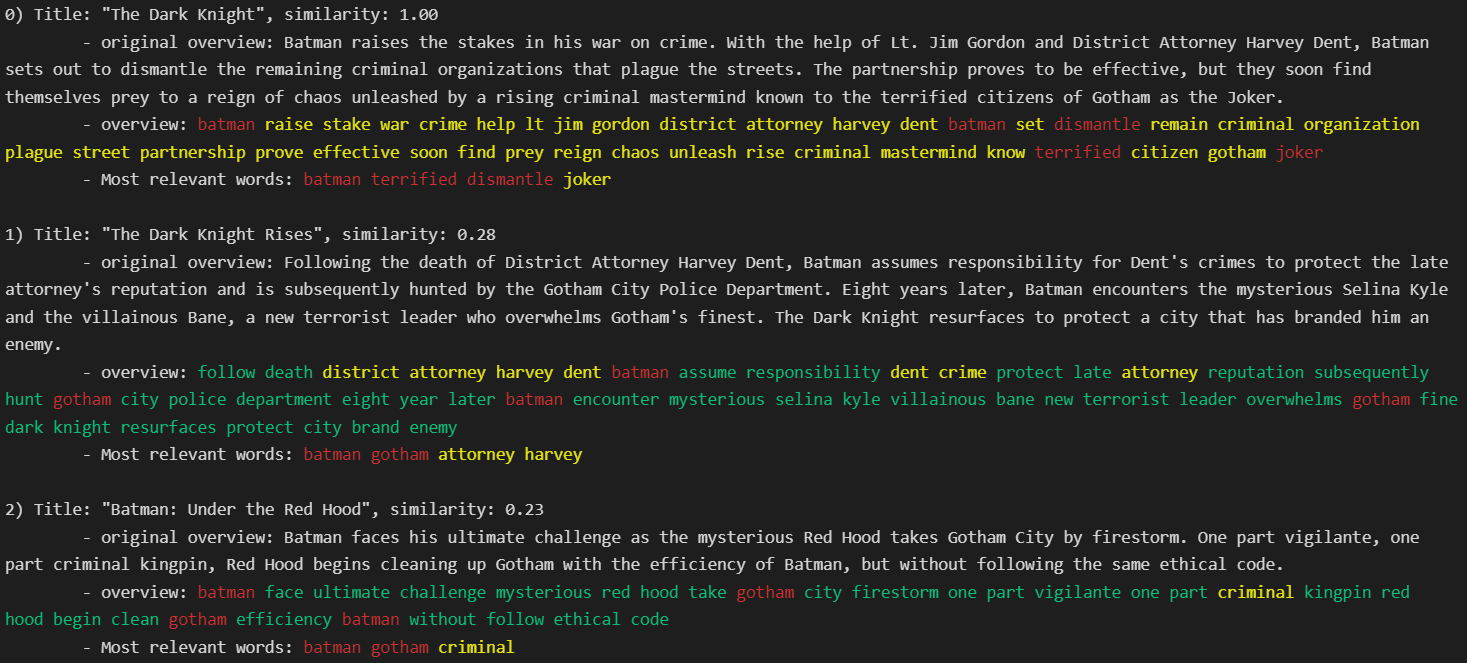 0) Title: "The Dark Knight", similarity: 1.00
- original overview: Batman raises the stakes in his war on crime. With the help of Lt. Jim Gordon and District Attorney Harvey Dent, Batman
sets out to dismantle the remaining criminal organizations that plague the streets. The partnership proves to be effective, but they soon find
themselves prey to a reign of chaos unleashed by a rising criminal mastermind known to the terrified citizens of Gotham as the Joker.
- overview: batman raise stake war crime help lt jim gordon district attorney harvey dent batman set dismantle remain criminal organization
plague street partnership prove effective soon find prey reign chaos unleash rise criminal mastermind know terrified citizen gotham joker
- Most relevant words: batman terrified dismantle joker
1) Title: "The Dark Knight Rises", similarity: 0.28
- original overview: Following the death of District Attorney Harvey Dent, Batman assumes responsibility for Dent's crimes to protect the late
attorney's reputation and is subsequently hunted by the Gotham City Police Department. Eight years later, Batman encounters the mysterious Selina Kyle
and the villainous Bane, a new terrorist leader who overwhelms Gotham's finest. The Dark Knight resurfaces to protect a city that has branded him an
enemy.
- overview: follow death district attorney harvey dent batman assume responsibility dent crime protect late attorney reputation subsequently
hunt gotham city police department eight year later batman encounter mysterious selina kyle villainous bane new terrorist leader overwhelms gotham fine
dark knight resurfaces protect city brand enemy
- Most relevant words: batman gotham attorney harvey
2) Title: "Batman: Under the Red Hood", similarity: 0.23
- original overview: Batman faces his ultimate challenge as the mysterious Red Hood takes Gotham City by firestorm. One part vigilante, one
part criminal kingpin, Red Hood begins cleaning up Gotham with the efficiency of Batman, but without following the same ethical code.
- overview: batman face ultimate challenge mysterious red hood take gotham city firestorm one part vigilante one part criminal kingpin red
hood begin clean gotham efficiency batman without follow ethical code
- Most relevant words: batman gotham criminal